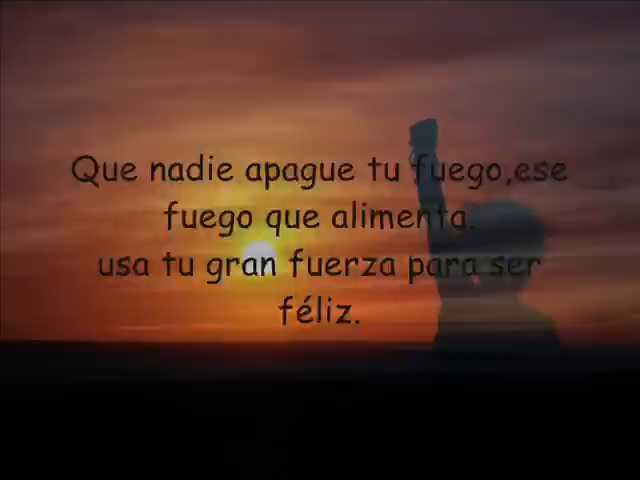 Que nadie apague tu fuego,ese
fuego que alimenta.
usa tu gran fuerza para ser
féliz.